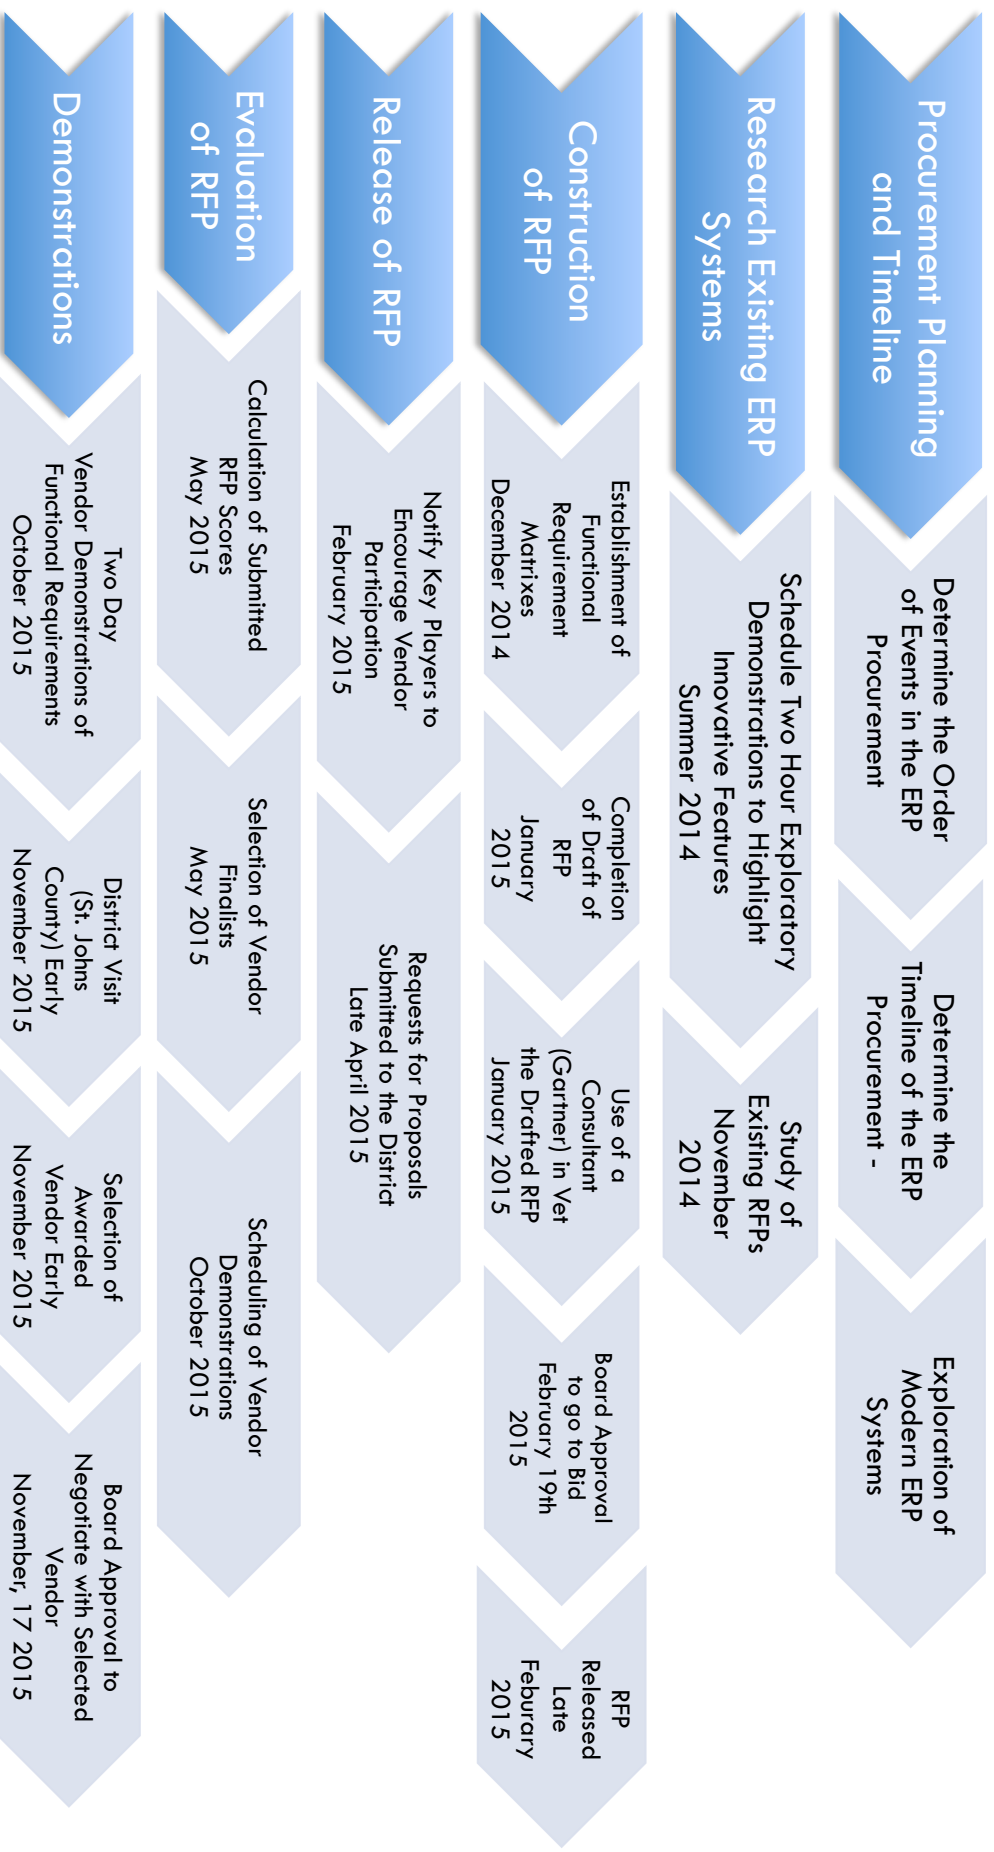 Procurement Planning
and Timeline
Determine the Order
of Events in the ERP
Procurement
Determine the
Timeline of the ERP
Procurement -
Exploration of
Modern ERP
Systems
Research Existing ERP
Systems
Schedule Two Hour Exploratory
Demonstrations to Highlight
Innovative Features
Summer 2014
Study of
Existing RFPs
November
2014
Construction
of RFP
Establishment of
Functional
Requirement
Matrixes
December 2014
Completion
of Draft of
RFP
January
2015
Use of a
Consultant
(Gartner) in Vet
the Drafted RFP
January 2015
Board Approval
to go to Bid
February 19th
2015
RFP
Released
Late
Feburary
2015
Release of RFP
Notify Key Players to
Encourage Vendor
Participation
February 2015
Requests for Proposals
Submitted to the District
Late April 2015
Evaluation
of RFP
Calculation of Submitted
RFP Scores
May 2015
Selection of Vendor
Finalists
May 2015
Scheduling of Vendor
Demonstrations
October 2015
Demonstrations
Two Day
Vendor Demonstrations of
Functional Requirements
October 2015
District Visit
(St. Johns
County) Early
November 2015
Selection of
Awarded
Vendor Early
November 2015
Board Approval to
Negotiate with Selected
Vendor
November, 17 2015